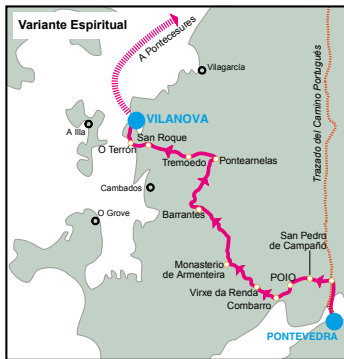 Variante Espiritual
A Pontecesures
Vilagarcía
VILANOVA
A Illa
San Roque
O Terrón
Tremoedo
Pontearnelas
Cambados
O Grove
Barrantes
Trazado del Camino Portugués
San Pedro
de Campaño
Monasterio
de Armenteira
POIO
Virxe da Renda
Combarro
PONTEVEDRA